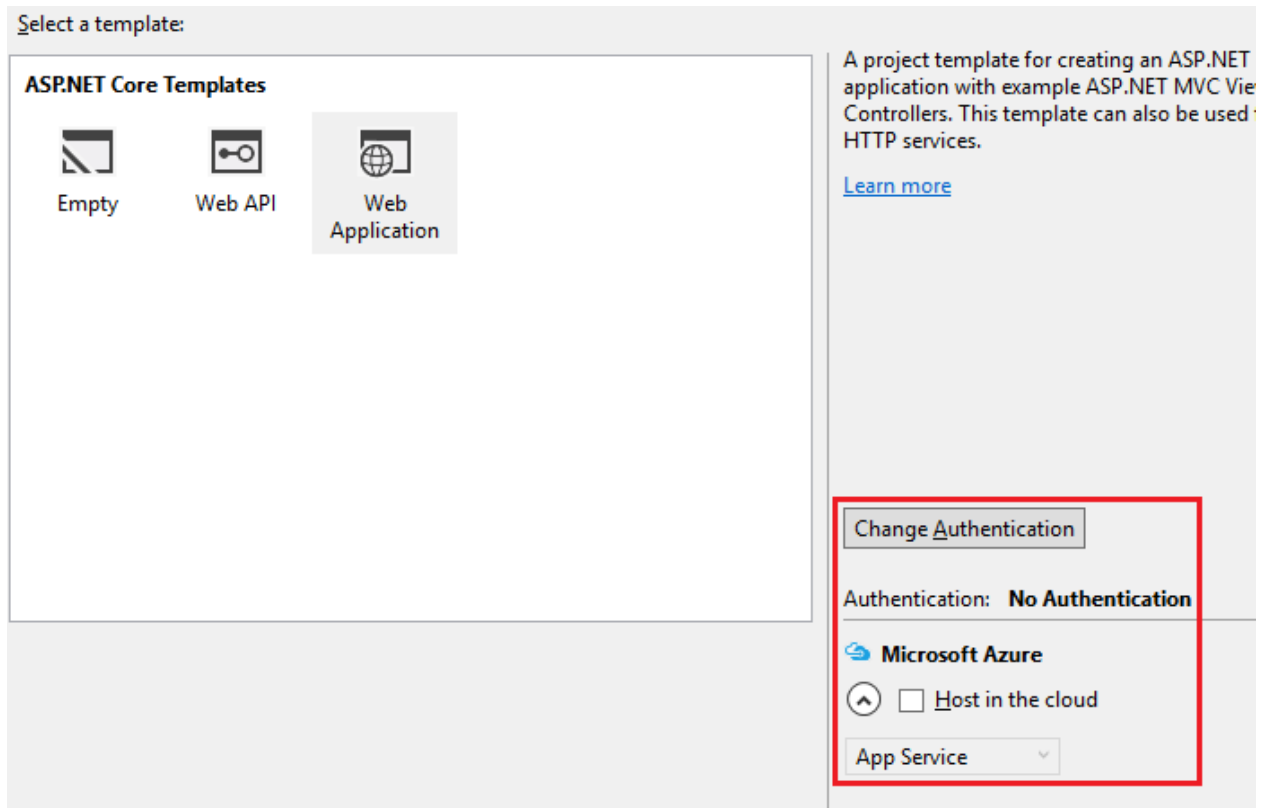 Select a template:
ASP.NET Core Templates
Empty
Web API
Web
Application
A project template for creating an ASP.NET
application with example ASP.NET MVC Vie
Controllers. This template can also be used
HTTP services.
Learn more
Change Authentication
Authentication: No Authentication
Microsoft Azure
Host in the cloud
App Service